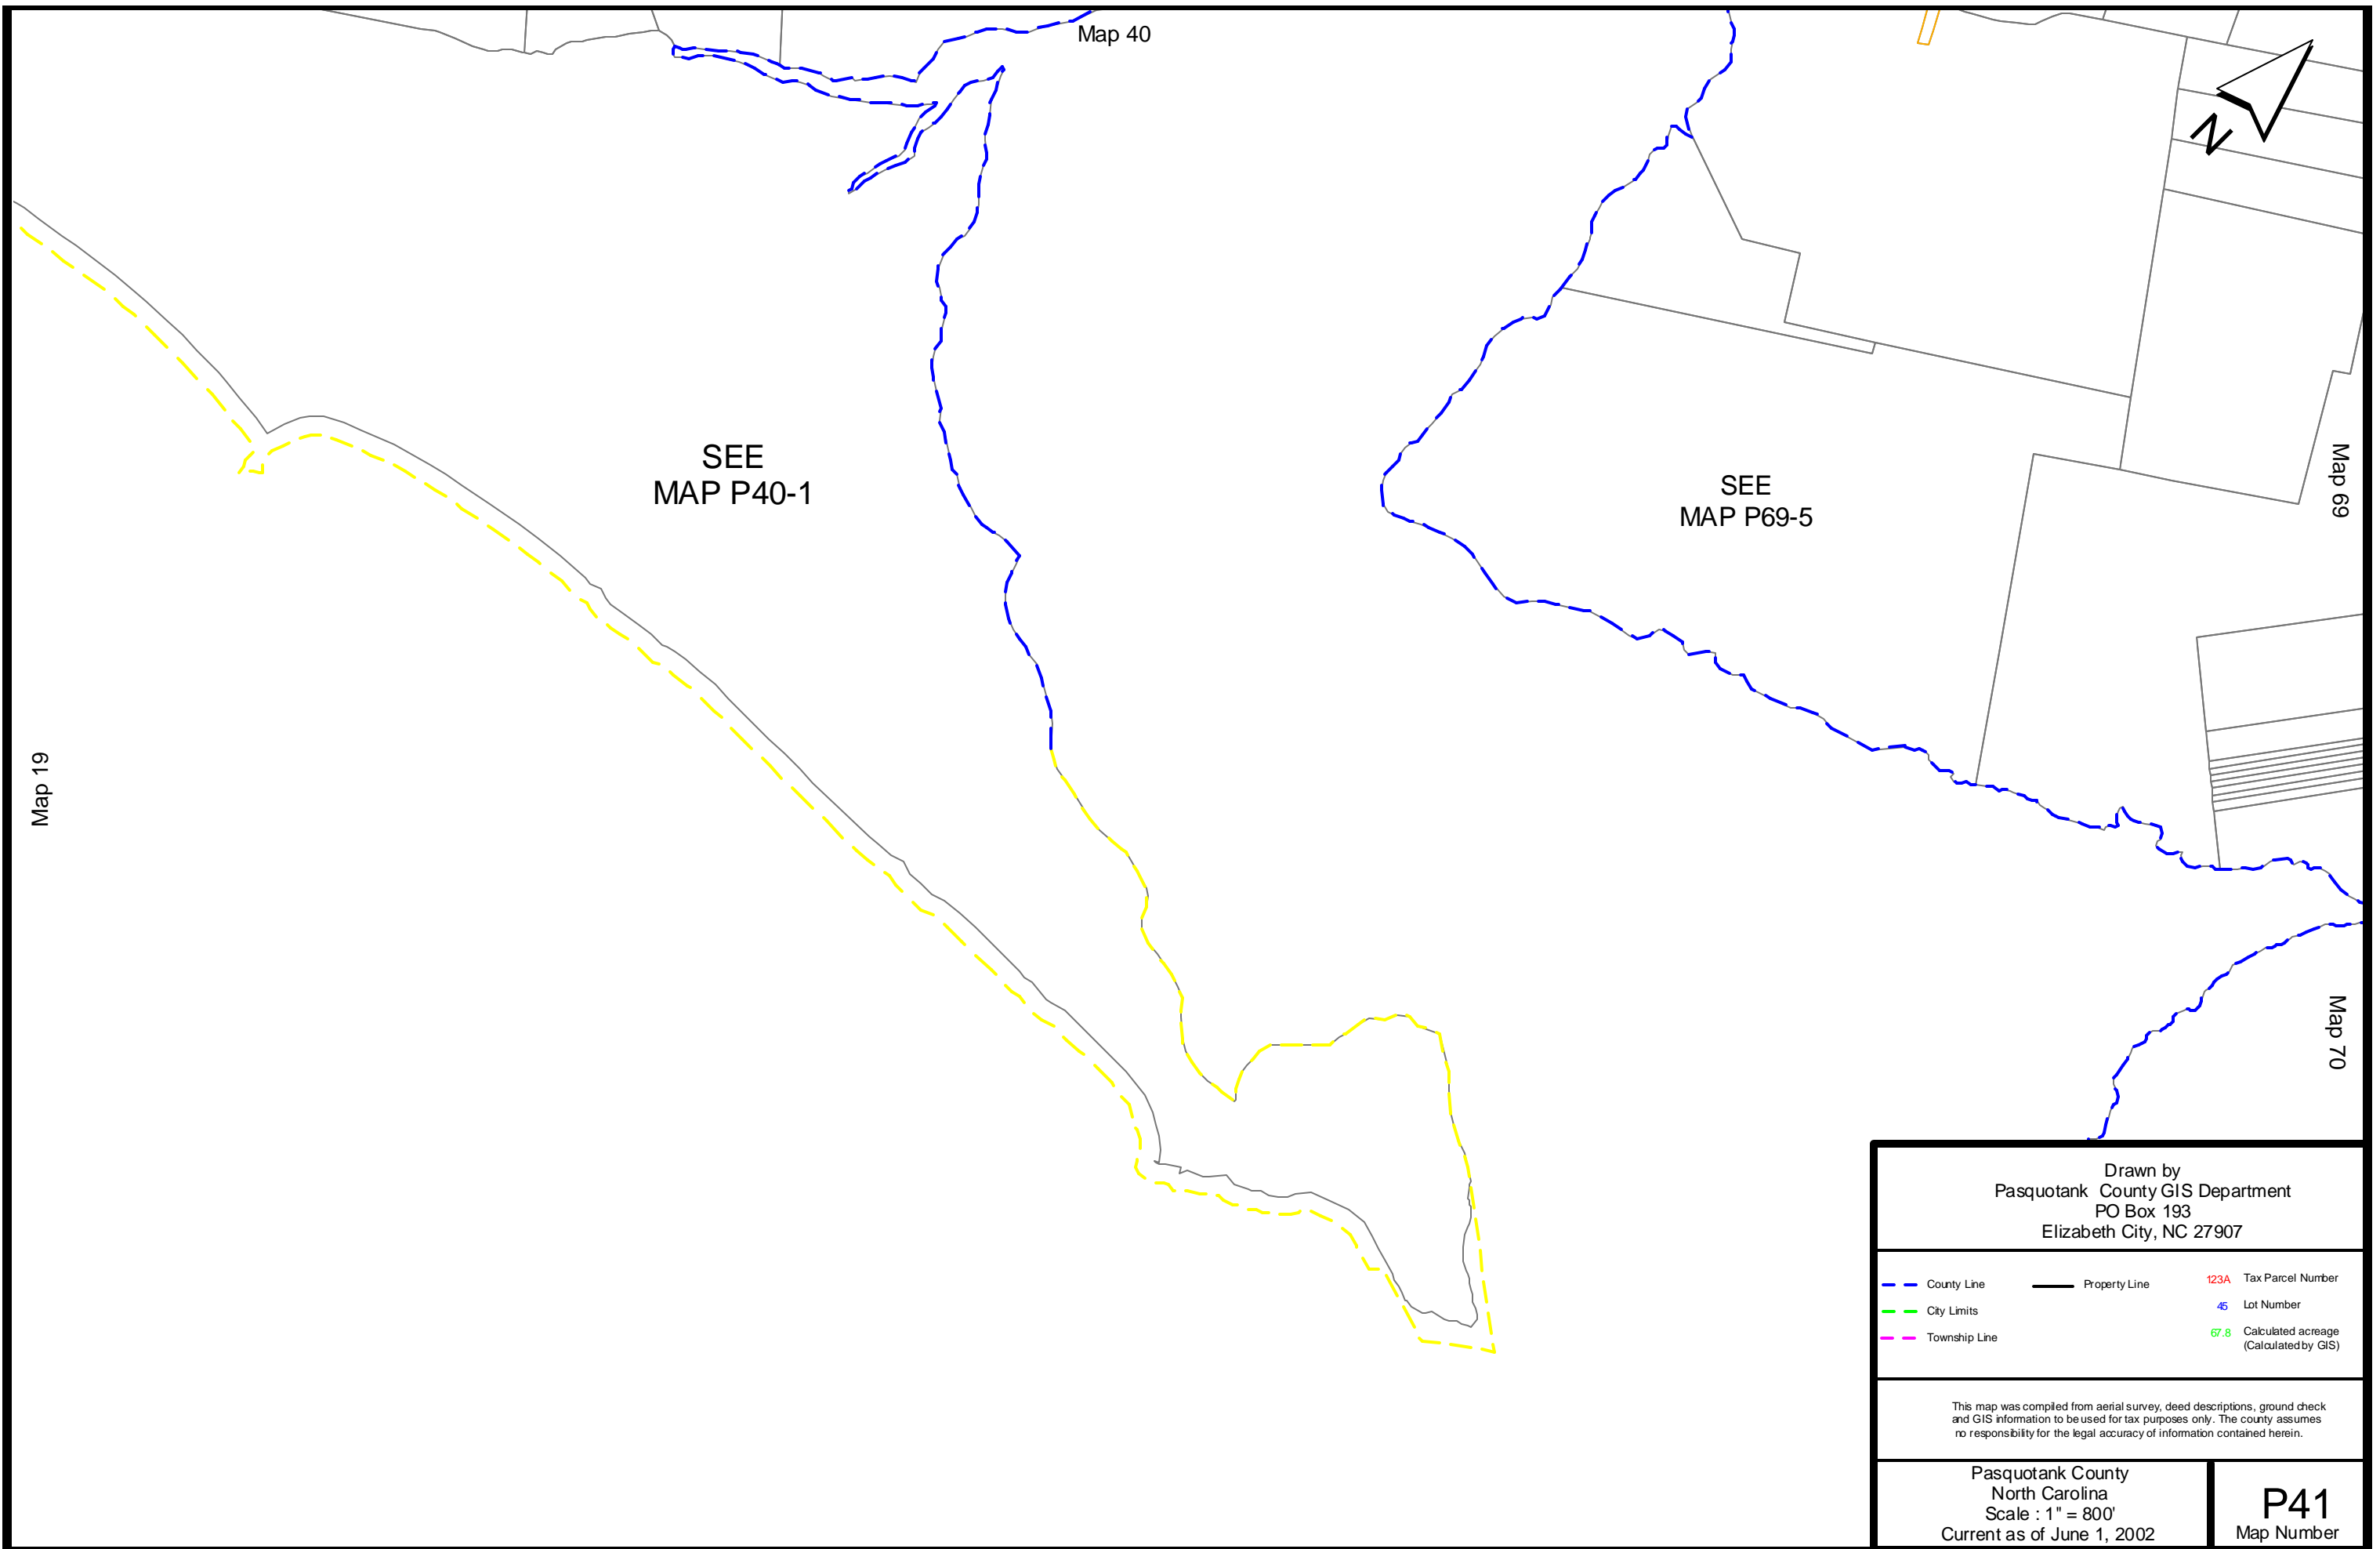 Map 40
N
SEE
MAP P40-1
SEE
MAP P69-5
Map 69
Map 19
Map 70
Drawn by
Pasquotank County GIS Department
PO Box 193
Elizabeth City, NC 27907
County Line
Property Line
123A Tax Parcel Number
City Limits
45 Lot Number
Township Line
67.8 Calculated acreage
(Calculated by GIS)
This map was compiled from aerial survey, deed descriptions, ground check
and GIS information to be used for tax purposes only. The county assumes
no responsibility for the legal accuracy of information contained herein.
Pasquotank County
North Carolina
Scale : 1" = 800'
Current as of June 1, 2002
P41
Map Number